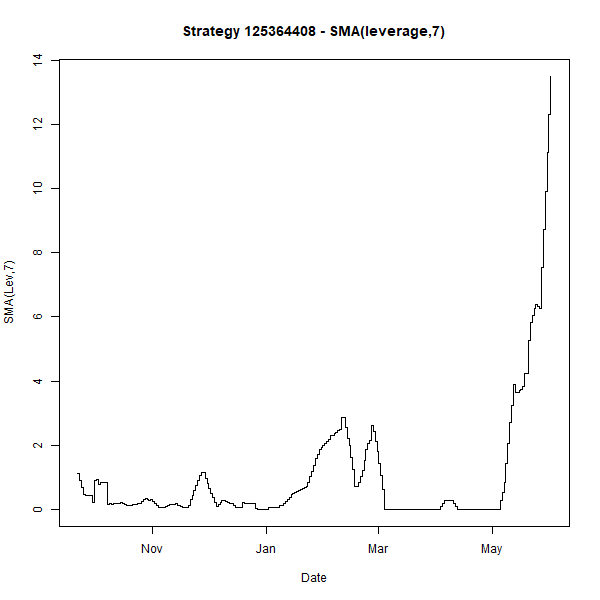 Strategy 125364408 - SMA(leverage,7)
SMA(Lev,7)
14
12
10
8
6
4
2
0
Nov
Jan
Mar
May
Date